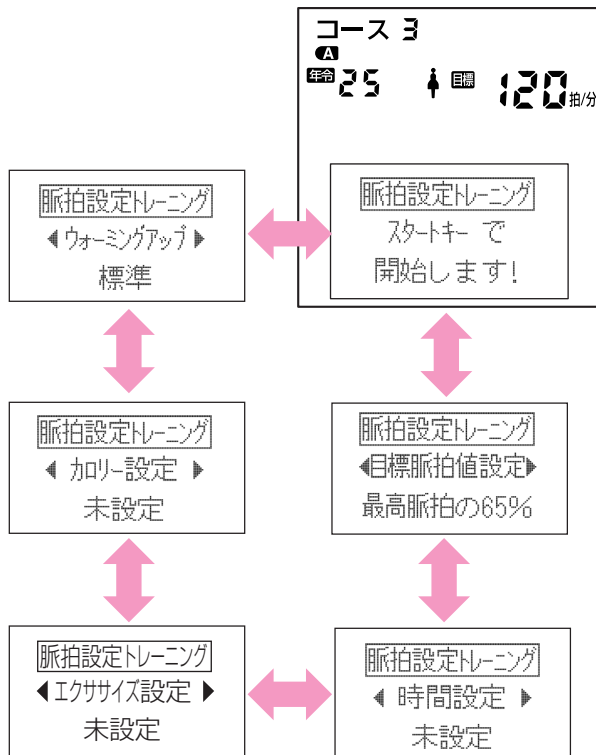 コース 3
A
年令 25 目標 120 拍/分
脈拍設定トレーニング
スタートキー で
開始します!
脈拍設定トレーニング
ウォーミングアップ
標準
脈拍設定トレーニング
カロリー設定
未設定
脈拍設定トレーニング
目標脈拍値設定
最高脈拍の65%
脈拍設定トレーニング
エクササイズ設定
未設定
脈拍設定トレーニング
時間設定
未設定